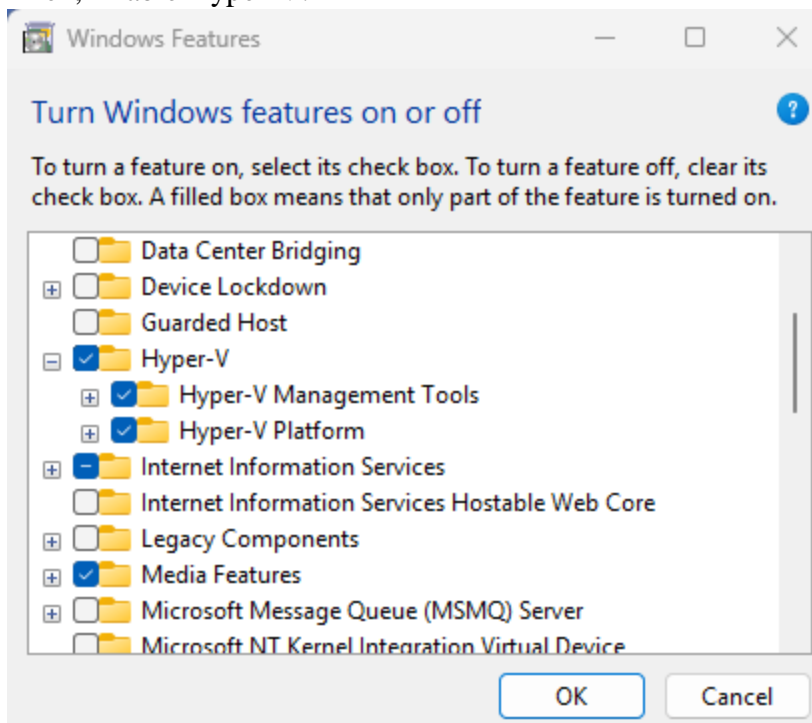 Windows Features
Turn Windows features on or off
?
To turn a feature on, select its check box. To turn a feature off, clear its
check box. A filled box means that only part of the feature is turned on.
Data Center Bridging
Device Lockdown
Guarded Host
Hyper-V
Hyper-V Management Tools
Hyper-V Platform
Internet Information Services
Internet Information Services Hostable Web Core
Legacy Components
Media Features
Microsoft Message Queue (MSMQ) Server
Microsoft NT Kernel Integration Virtual Device
OK Cancel